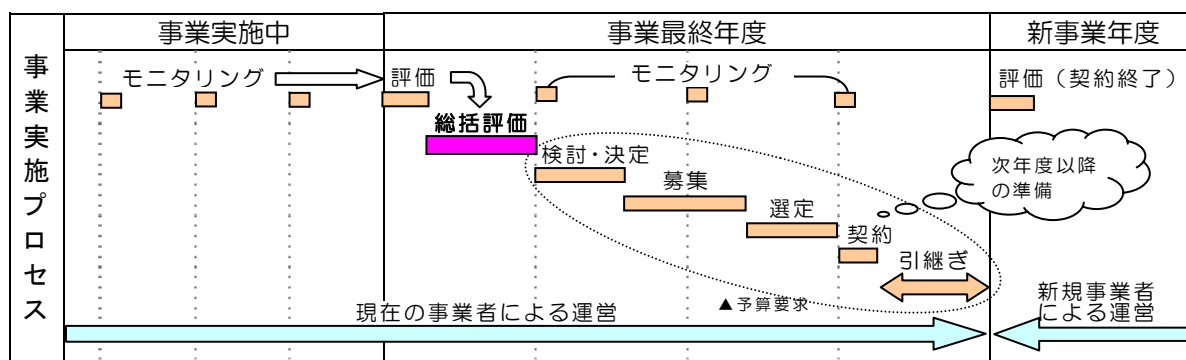 事業実施中
事業最終年度
新事業年度
事業実施プロセス
モニタリング
評価
モニタリング
評価（契約終了）
総括評価
検討・決定
募集
選定
契約
引継ぎ
次年度以降
の準備
▲予算要求
現在の事業者による運営
新規事業者
による運営